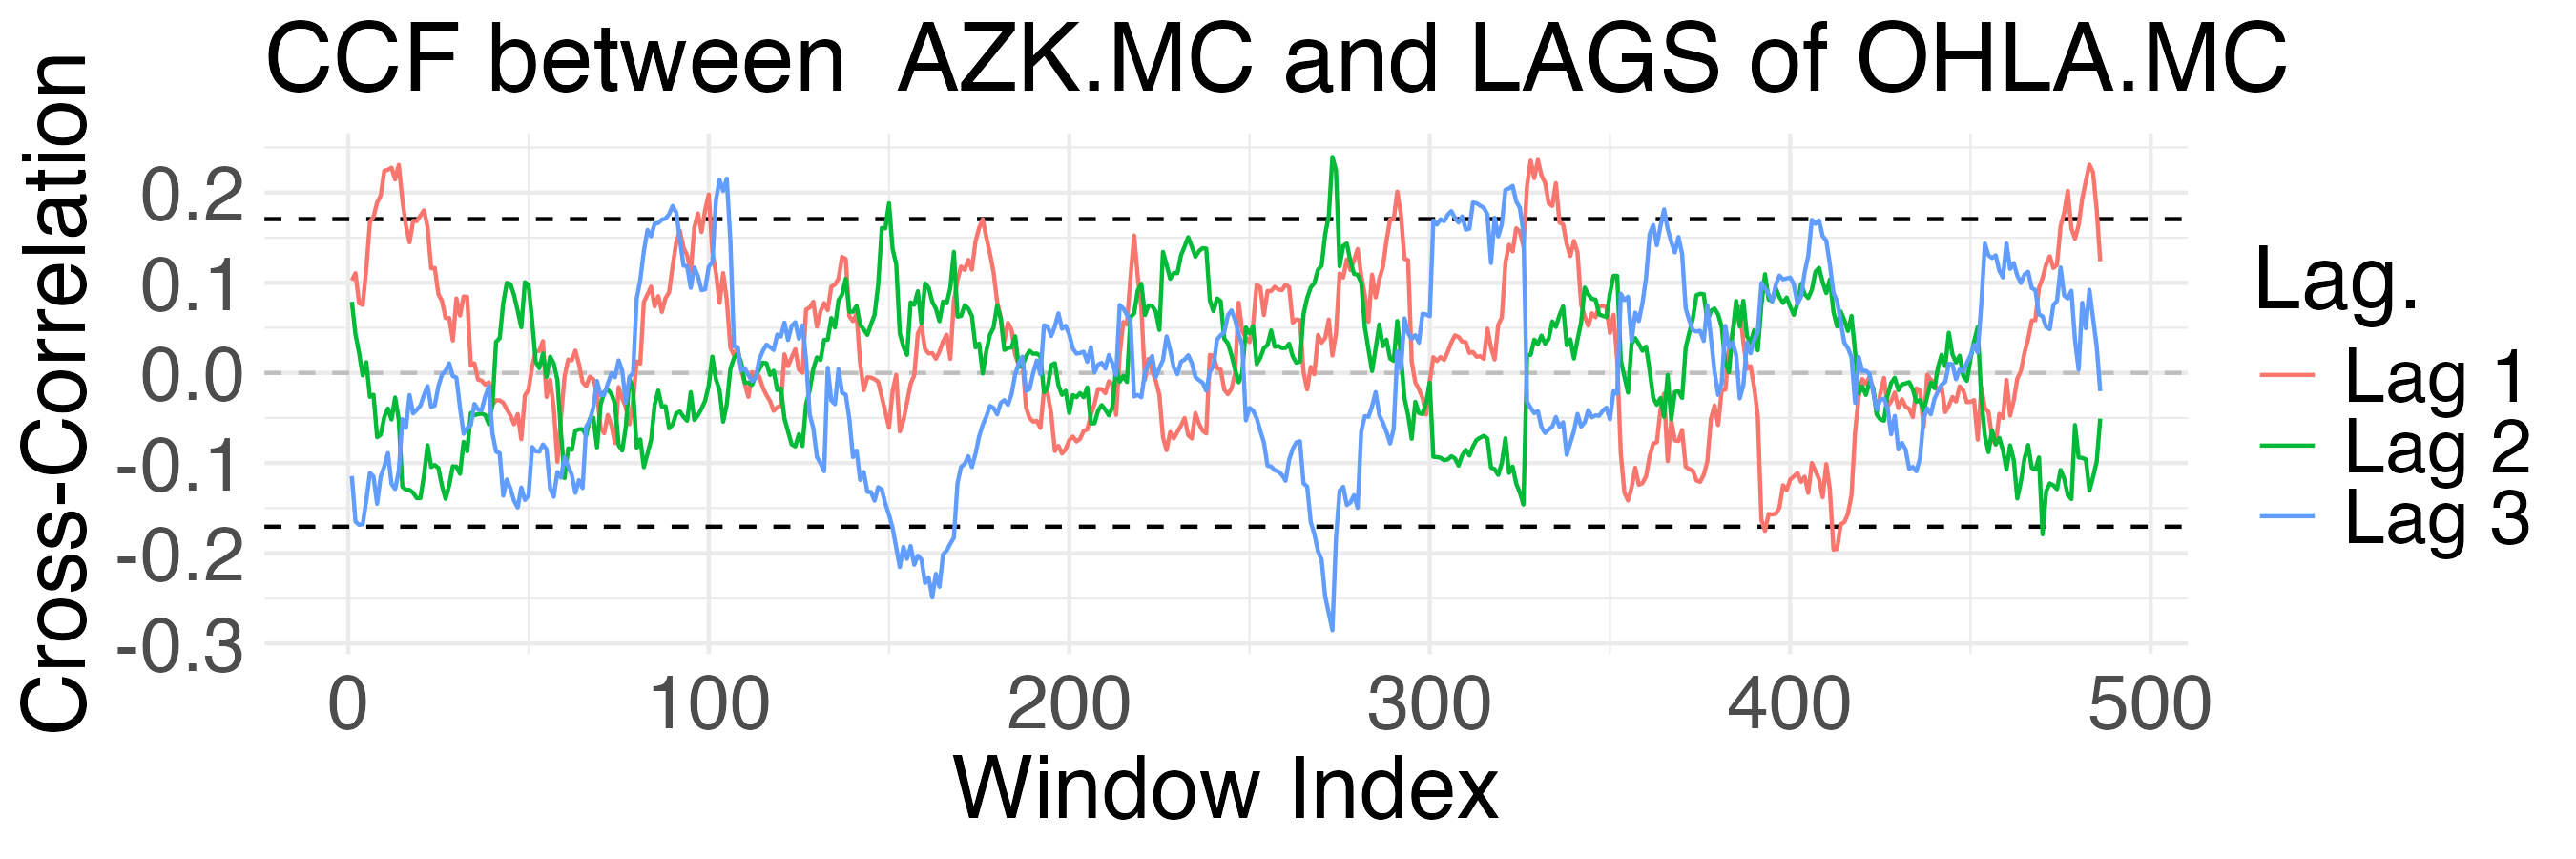 CCF between  AZK.MC and LAGS of OHLA.MC
Cross-Correlation
0.2
0.1
0.0
-0.1
-0.2
-0.3
0 100 200 300 400 500
Window Index
Lag.
Lag 1
Lag 2
Lag 3